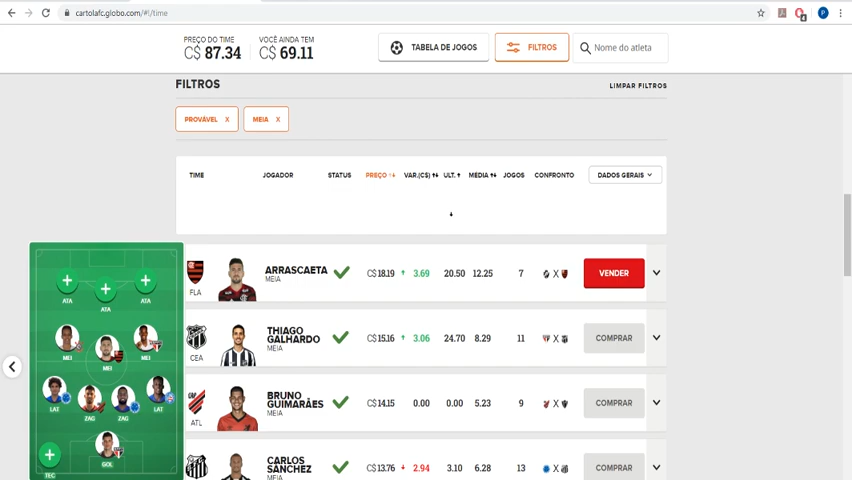 cartolafc.globo.com/#!/time
4
P
PREÇO DO TIME
C$ 87.34
VOCÊ AINDA TEM
C$ 69.11
TABELA DE JOGOS
FILTROS
Nome do atleta
FILTROS
LIMPAR FILTROS
PROVÁVEL X
MEIA X
TIME JOGADOR STATUS PREÇO VAR.(C$) ULT. MÉDIA JOGOS CONFRONTO DADOS GERAIS
FLA ARRASCAETA MEIA C$ 18.19 3.69 20.50 12.25 7 X VENDER
CEA THIAGO GALHARDO MEIA C$ 15.16 3.06 24.70 8.29 11 X COMPRAR
ATL BRUNO GUIMARÃES MEIA C$ 14.15 0.00 0.00 5.23 9 X COMPRAR
CARLOS SANCHEZ MEIA C$ 13.76 2.94 3.10 6.28 13 X COMPRAR
ATA ATA ATA
MEI MEI MEI
LAT ZAG ZAG LAT
GOL
TEC